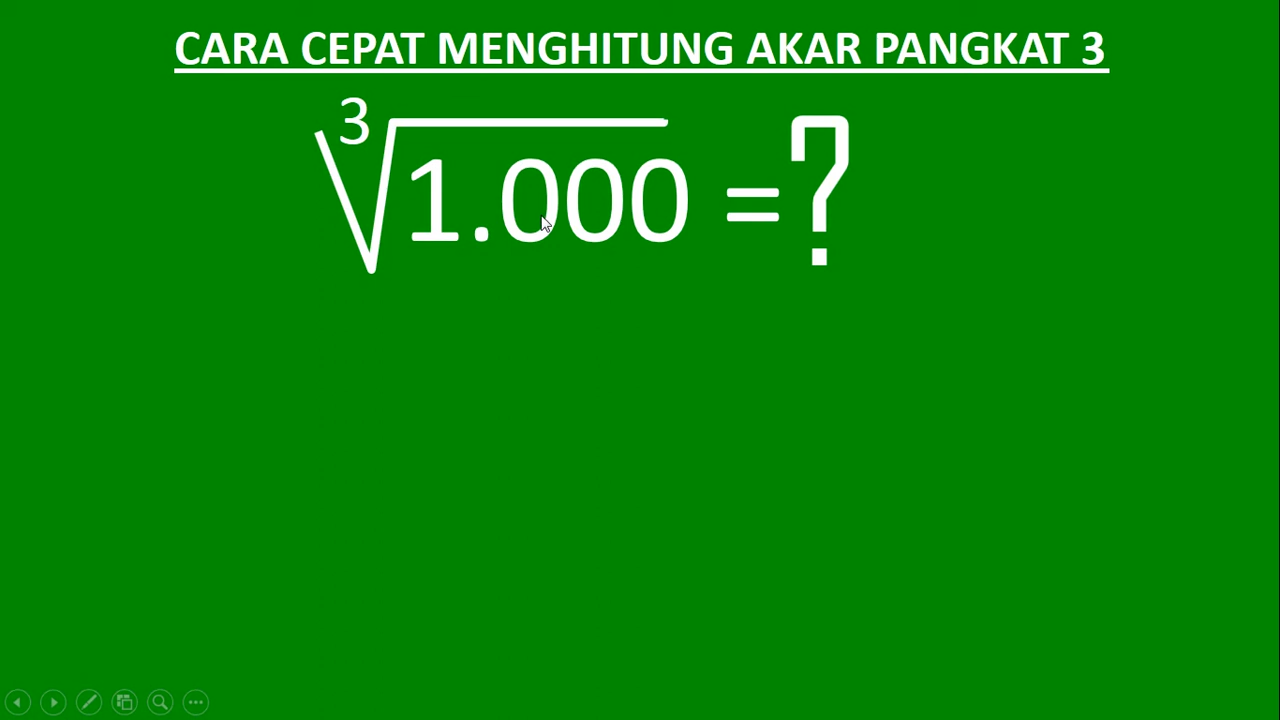 CARA CEPAT MENGHITUNG AKAR PANGKAT 3
∛1.000 = ?